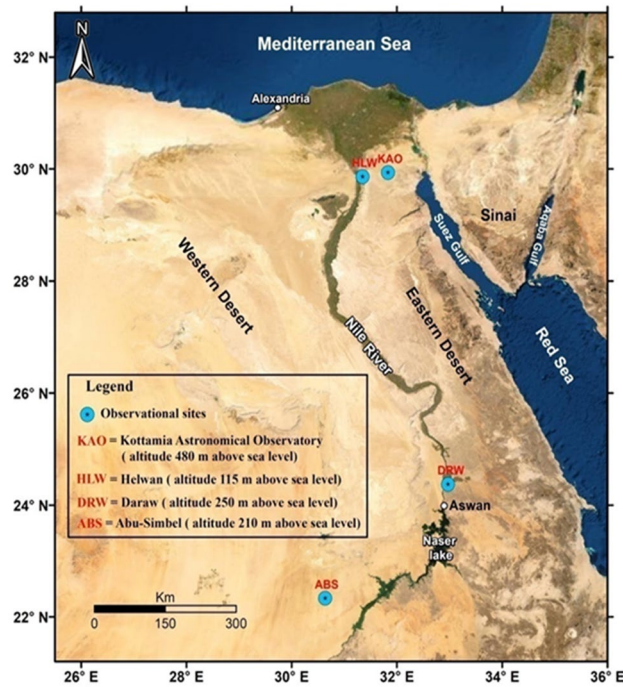 N
Mediterranean Sea
32° N
Alexandria
30° N
HLW KAO
Sinai
Suez Gulf
Aqaba Gulf
Western Desert
28° N
Eastern Desert
Nile River
Red Sea
26° N
Legend
Observational sites
KAO = Kottamia Astronomical Observatory
( altitude 480 m above sea level)
HLW = Helwan ( altitude 115 m above sea level)
DRW = Daraw ( altitude 250 m above sea level)
ABS = Abu-Simbel ( altitude 210 m above sea level)
DRW
24° N
Aswan
Naser
lake
ABS
Km
0 150 300
22° N
26° E 28° E 30° E 32° E 34° E 36° E